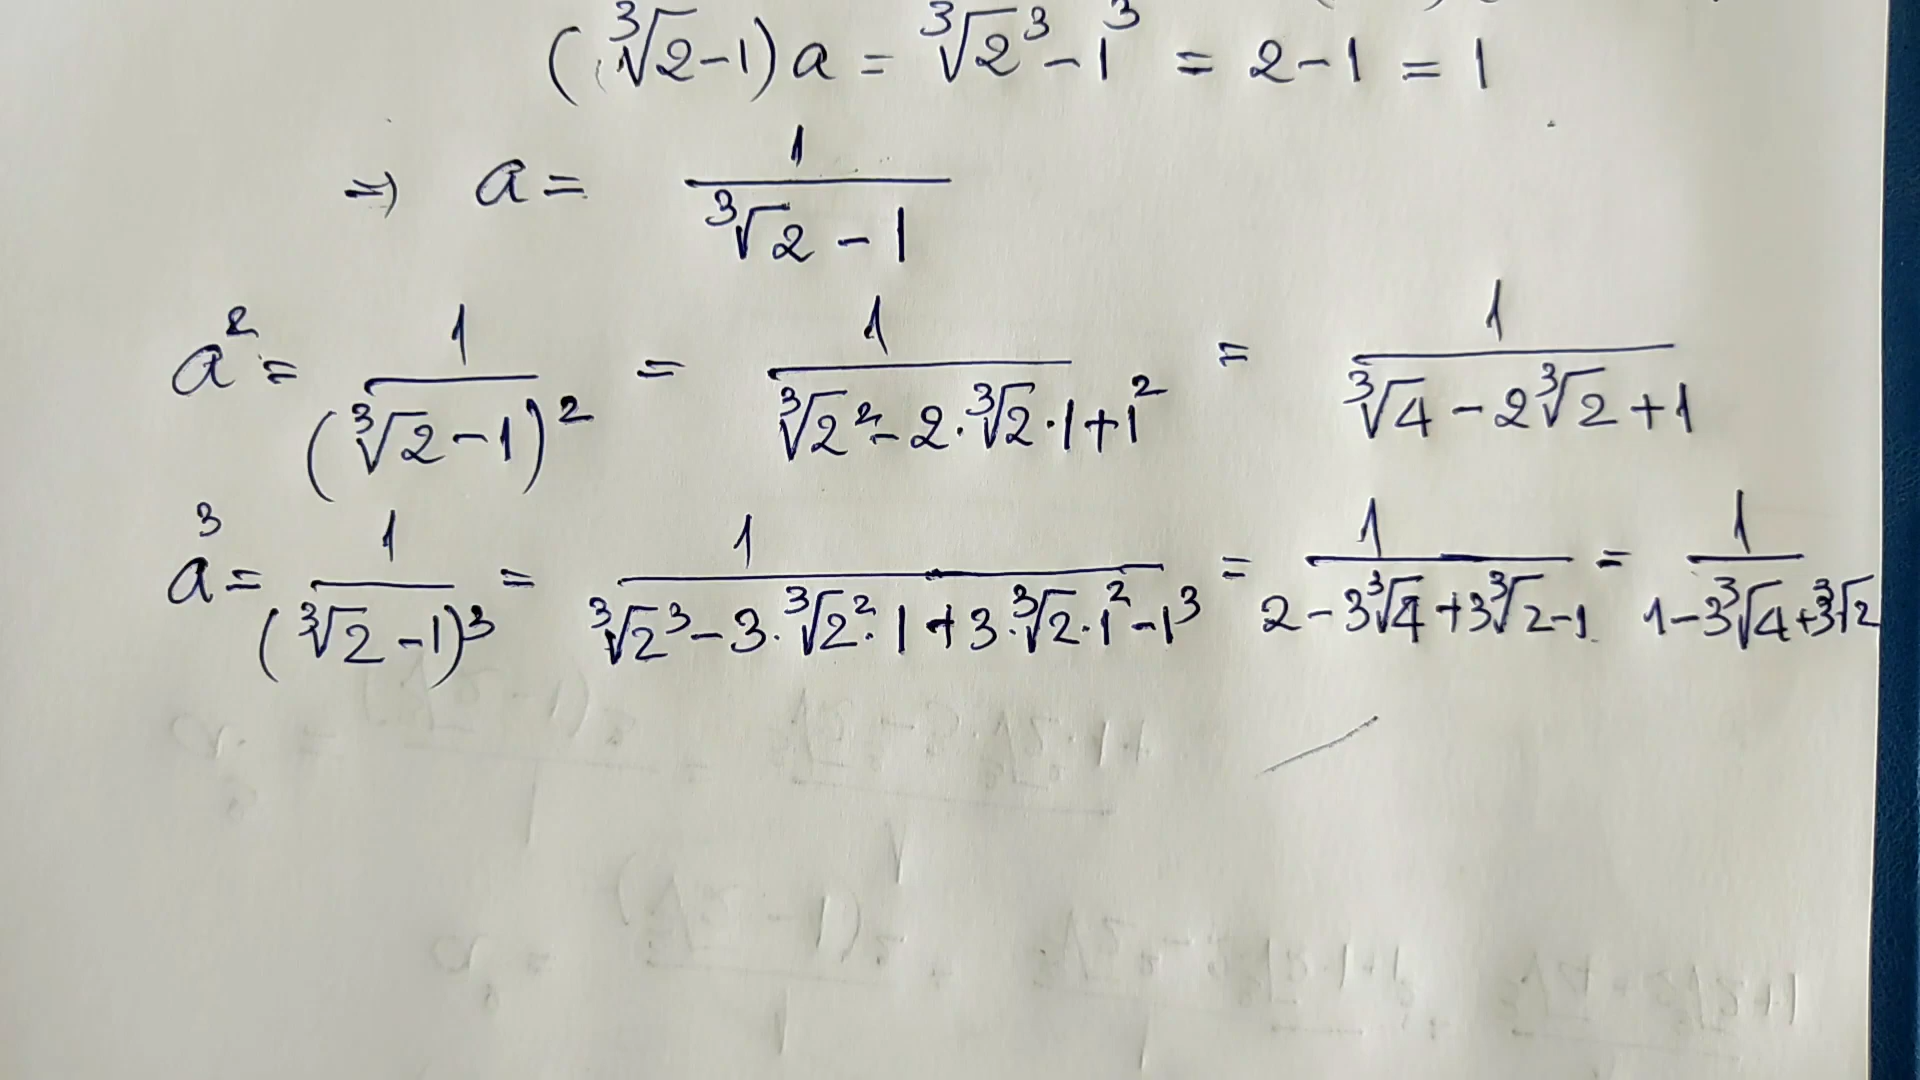 (∛2-1)a = ∛2³-1³ = 2-1 = 1
⇒ a = 1/(∛2-1)
a² = 1/(∛2-1)² = 1/(∛2²-2·∛2·1+1²) = 1/(∛4-2∛2+1)
a³ = 1/(∛2-1)³ = 1/(∛2³-3·∛2²·1+3·∛2·1²-1³) = 1/(2-3∛4+3∛2-1) = 1/(1-3∛4+3∛2)